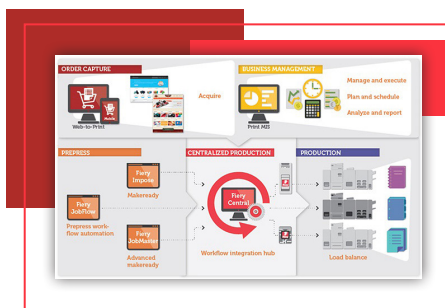 ORDER CAPTURE
Acquire
Web-to-Print
Mobile
BUSINESS MANAGEMENT
Manage and execute
Plan and schedule
Analyze and report
Print MIS
PREPRESS
Fiery
Impose
Makeready
Fiery
JobFlow
Prepress work-
flow automation
Fiery
JobMaster
Advanced
makeready
CENTRALIZED PRODUCTION
Fiery
Central
Workflow integration hub
PRODUCTION
Load balance